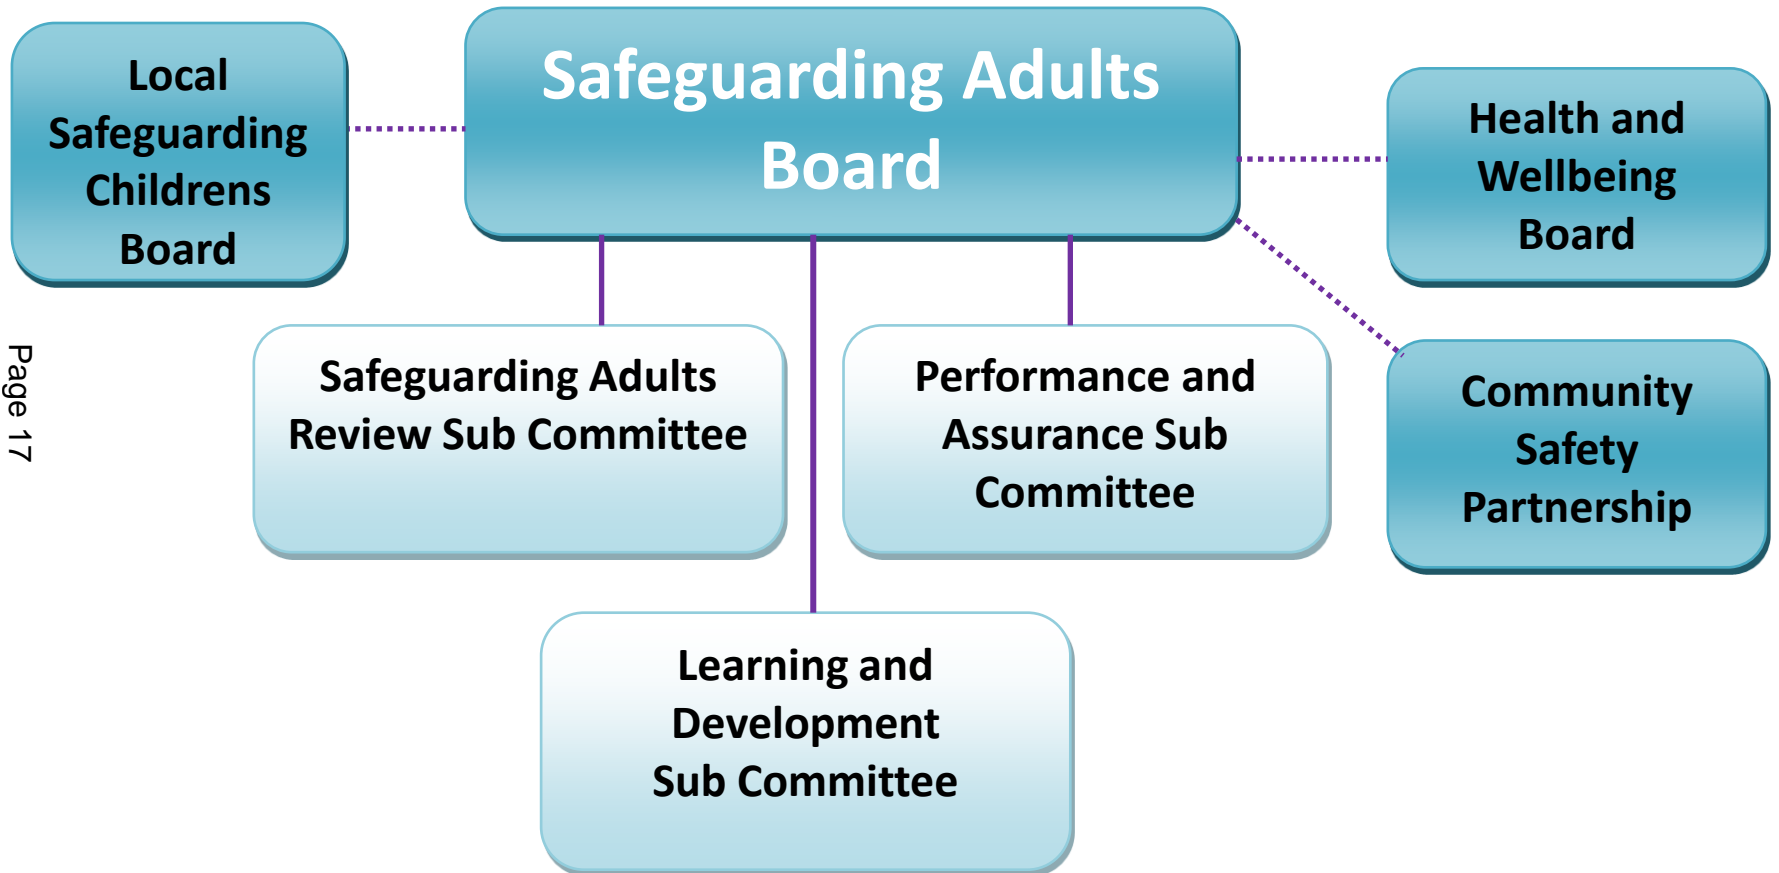 Local
Safeguarding
Childrens
Board
Safeguarding Adults
Board
Health and
Wellbeing
Board
Safeguarding Adults
Review Sub Committee
Performance and
Assurance Sub
Committee
Community
Safety
Partnership
Learning and
Development
Sub Committee
Page 17